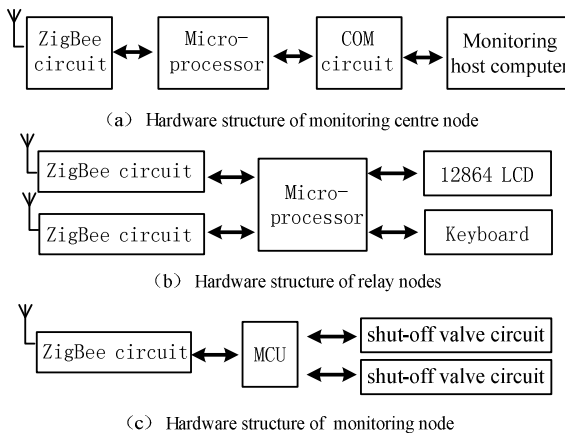 ZigBee circuit
Micro-processor
COM circuit
Monitoring host computer
（a） Hardware structure of monitoring centre node
ZigBee circuit
ZigBee circuit
Micro-processor
12864 LCD
Keyboard
（b） Hardware structure of relay nodes
ZigBee circuit
MCU
shut-off valve circuit
shut-off valve circuit
（c） Hardware structure of monitoring node